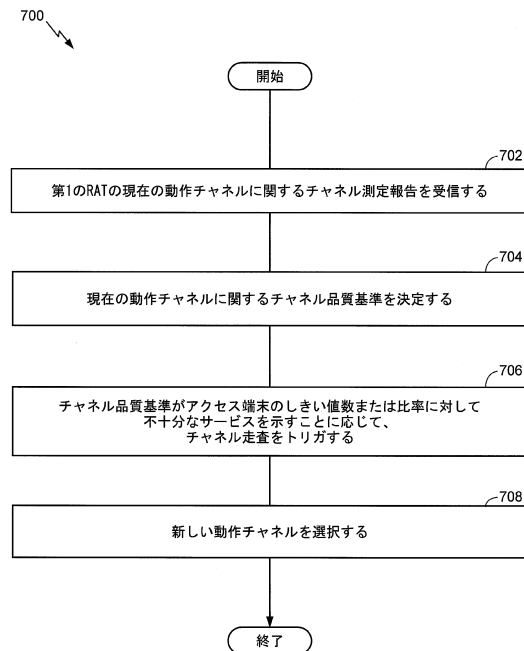 700
開始
702
第1のRATの現在の動作チャネルに関するチャネル測定報告を受信する
704
現在の動作チャネルに関するチャネル品質基準を決定する
706
チャネル品質基準がアクセス端末のしきい値数または比率に対して
不十分なサービスを示すことに応じて、
チャネル走査をトリガする
708
新しい動作チャネルを選択する
終了